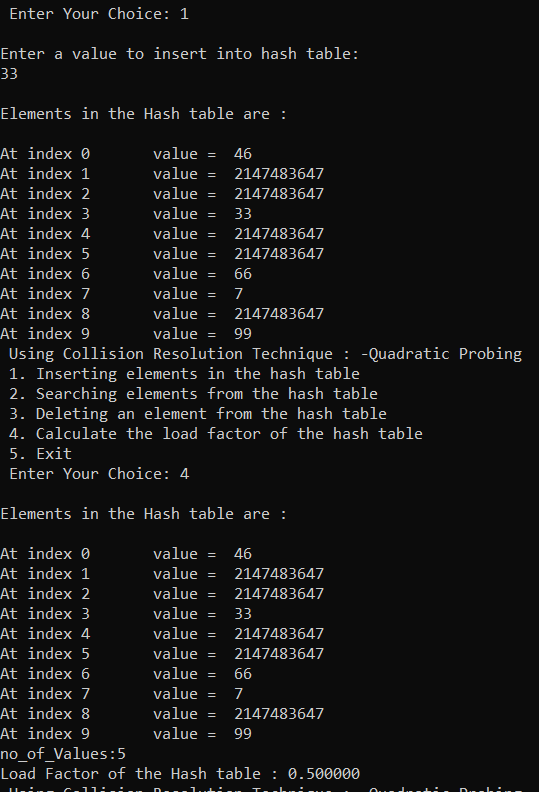 Enter Your Choice: 1
Enter a value to insert into hash table:
33
Elements in the Hash table are :
At index 0 value = 46
At index 1 value = 2147483647
At index 2 value = 2147483647
At index 3 value = 33
At index 4 value = 2147483647
At index 5 value = 2147483647
At index 6 value = 66
At index 7 value = 7
At index 8 value = 2147483647
At index 9 value = 99
Using Collision Resolution Technique : -Quadratic Probing
1. Inserting elements in the hash table
2. Searching elements from the hash table
3. Deleting an element from the hash table
4. Calculate the load factor of the hash table
5. Exit
Enter Your Choice: 4
Elements in the Hash table are :
At index 0 value = 46
At index 1 value = 2147483647
At index 2 value = 2147483647
At index 3 value = 33
At index 4 value = 2147483647
At index 5 value = 2147483647
At index 6 value = 66
At index 7 value = 7
At index 8 value = 2147483647
At index 9 value = 99
no_of_Values:5
Load Factor of the Hash table : 0.500000
Using Collision Resolution Technique : -Quadratic Probing